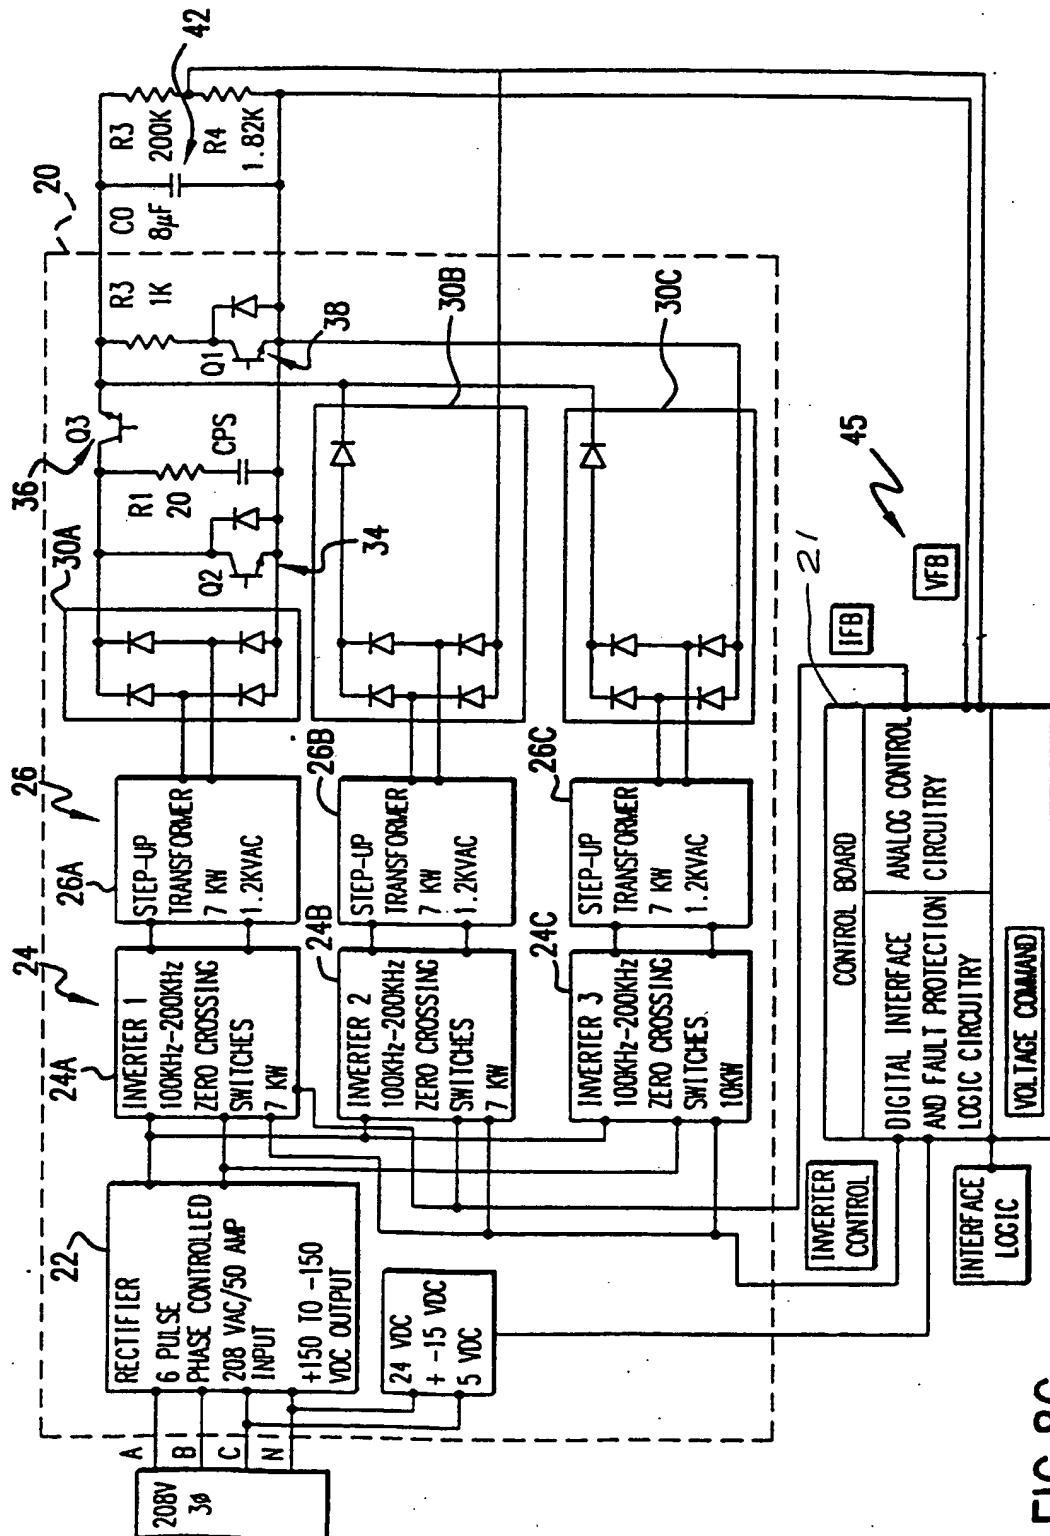 208V
3ø
A
B
C
N
22
RECTIFIER
6 PULSE
PHASE CONTROLLED
208 VAC/50 AMP
INPUT
+150 TO -150
VDC OUTPUT
24 VDC
+ -15 VDC
5 VDC
24
24A
INVERTER 1
100KHz-200KHz
ZERO CROSSING
SWITCHES
7 KW
24B
INVERTER 2
100KHz-200KHz
ZERO CROSSING
SWITCHES
7 KW
24C
INVERTER 3
100KHz-200KHz
ZERO CROSSING
SWITCHES
10KW
26
26A
STEP-UP
TRANSFORMER
7 KW
1.2KVAC
26B
STEP-UP
TRANSFORMER
7 KW
1.2KVAC
26C
STEP-UP
TRANSFORMER
7 KW
1.2KVAC
30A
36
Q3
R1
20
CPS
Q2
34
R3
1K
Q1
38
30B
30C
20
C0
8µF
R3
200K
R4
1.82K
42
INVERTER
CONTROL
INTERFACE
LOGIC
CONTROL BOARD
DIGITAL INTERFACE
AND FAULT PROTECTION
LOGIC CIRCUITRY
ANALOG CONTROL
CIRCUITRY
VOLTAGE COMMAND
21
IFB
VFB
45